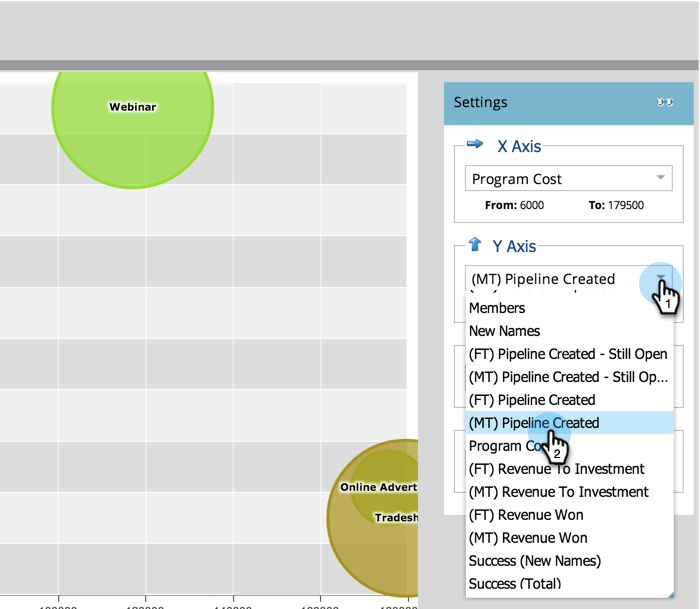 Webinar
Online Advert
Tradesh
Settings
X Axis
Program Cost
From: 6000 To: 179500
Y Axis
(MT) Pipeline Created
1
Members
New Names
(FT) Pipeline Created - Still Open
(MT) Pipeline Created - Still Op...
(FT) Pipeline Created
(MT) Pipeline Created
2
Program Co
(FT) Revenue To Investment
(MT) Revenue To Investment
(FT) Revenue Won
(MT) Revenue Won
Success (New Names)
Success (Total)